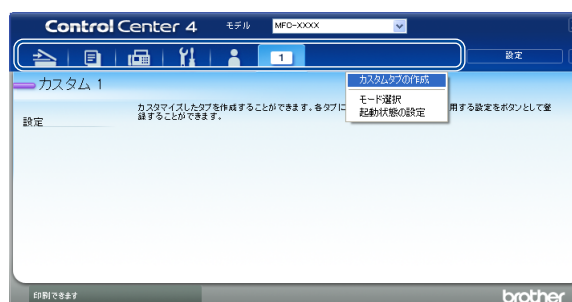 Control Center 4 モデル MFC-XXXX
1 設定
カスタム 1
カスタムタブの作成
モード選択
起動状態の設定
設定
カスタマイズしたタブを作成することができます。各タブに 用する設定をボタンとして登
録することができます。
印刷できます
brother